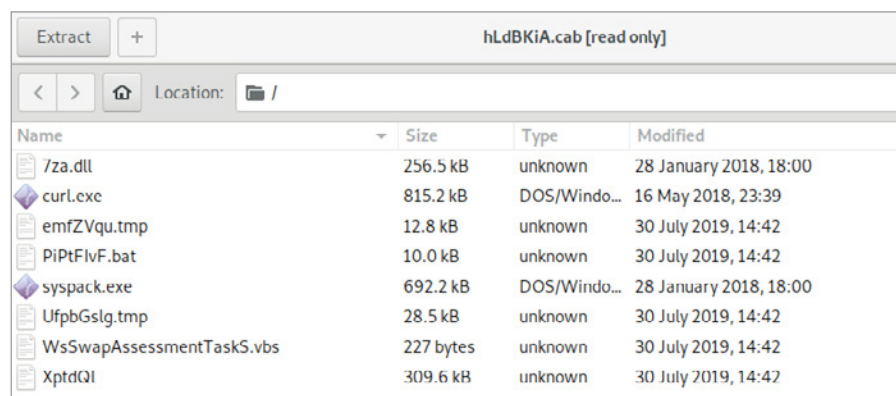 Extract + hLdBKiA.cab [read only]
< > Location: /
Name Size Type Modified
7za.dll 256.5 kB unknown 28 January 2018, 18:00
curl.exe 815.2 kB DOS/Windo... 16 May 2018, 23:39
emfZVqu.tmp 12.8 kB unknown 30 July 2019, 14:42
PiPtFIvF.bat 10.0 kB unknown 30 July 2019, 14:42
syspack.exe 692.2 kB DOS/Windo... 28 January 2018, 18:00
UfpbGslg.tmp 28.5 kB unknown 30 July 2019, 14:42
WsSwapAssessmentTaskS.vbs 227 bytes unknown 30 July 2019, 14:42
XptdQI 309.6 kB unknown 30 July 2019, 14:42